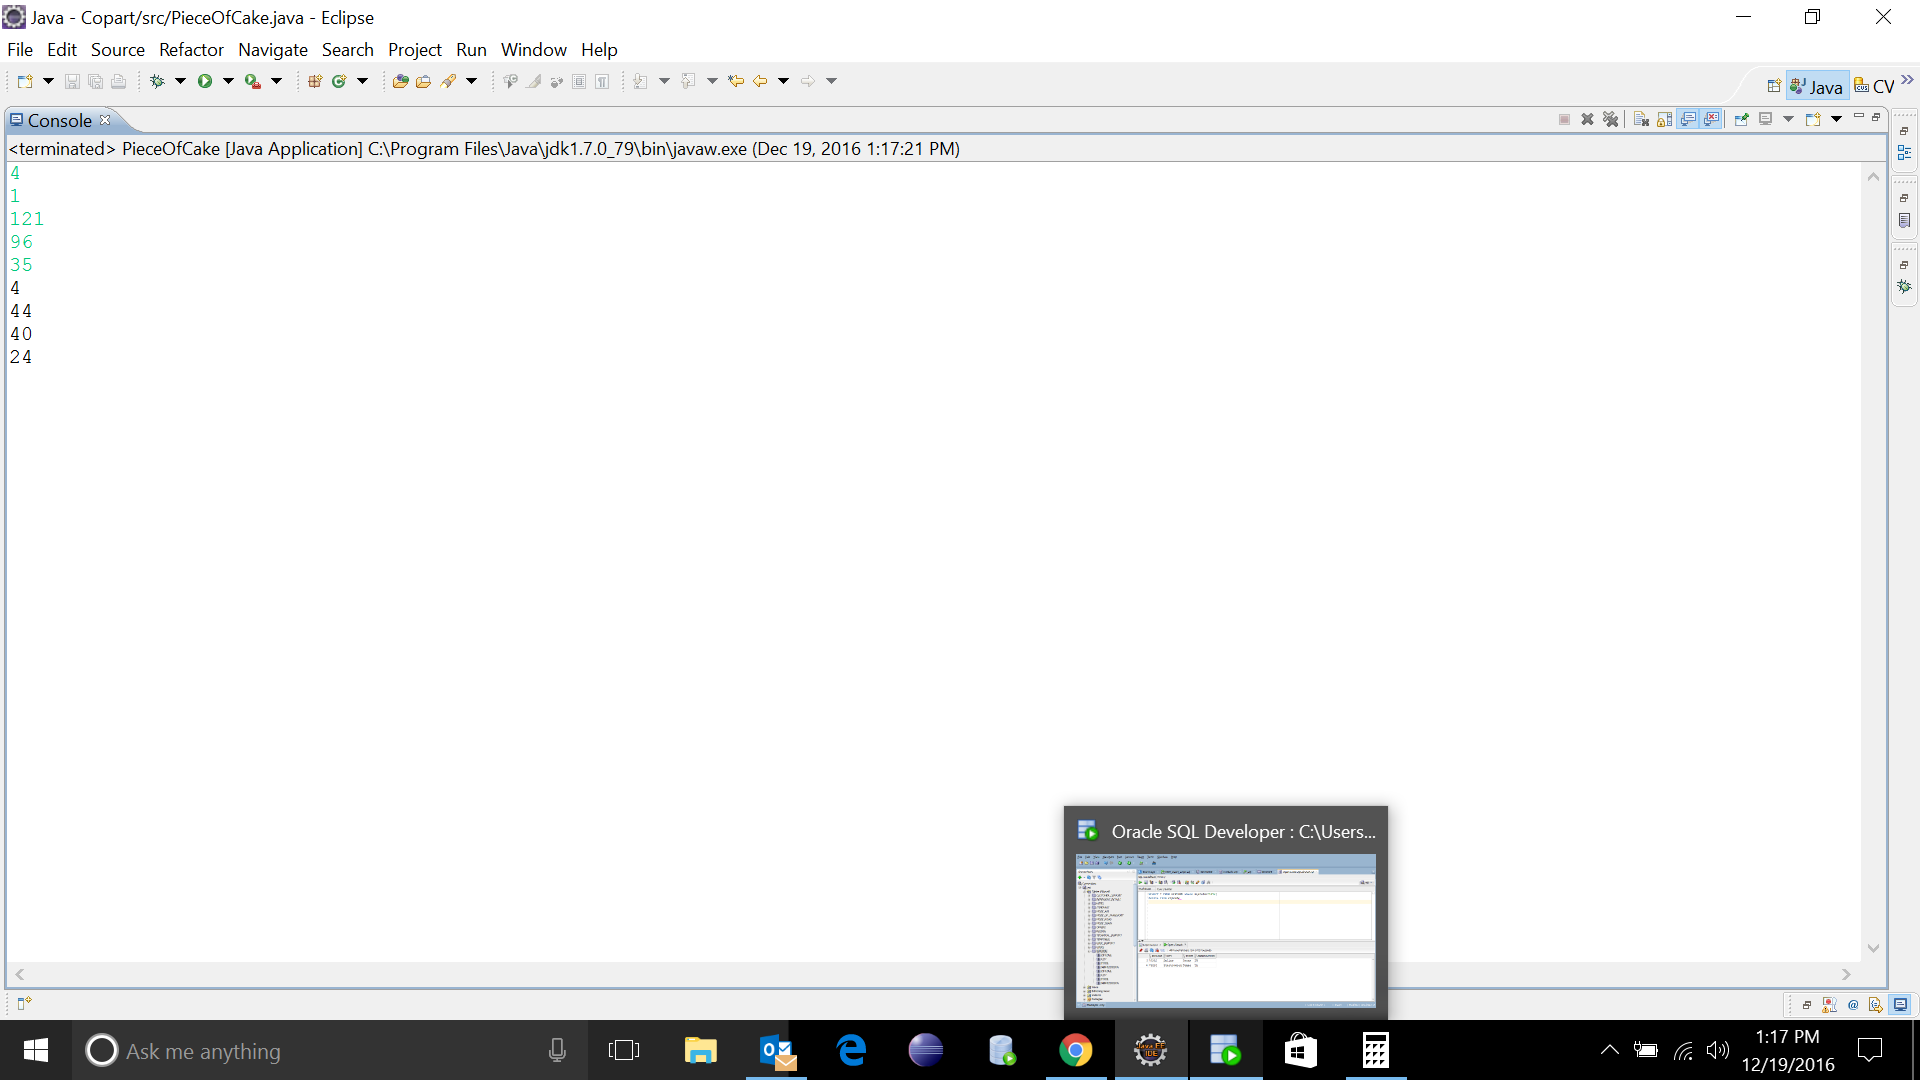 Java - Copart/src/PieceOfCake.java - Eclipse
File Edit Source Refactor Navigate Search Project Run Window Help
Java CV
Console
<terminated> PieceOfCake [Java Application] C:\Program Files\Java\jdk1.7.0_79\bin\javaw.exe (Dec 19, 2016 1:17:21 PM)
4
1
121
96
35
4
44
40
24
Oracle SQL Developer : C:\Users...
Ask me anything
Java EE
IDE
1:17 PM
12/19/2016